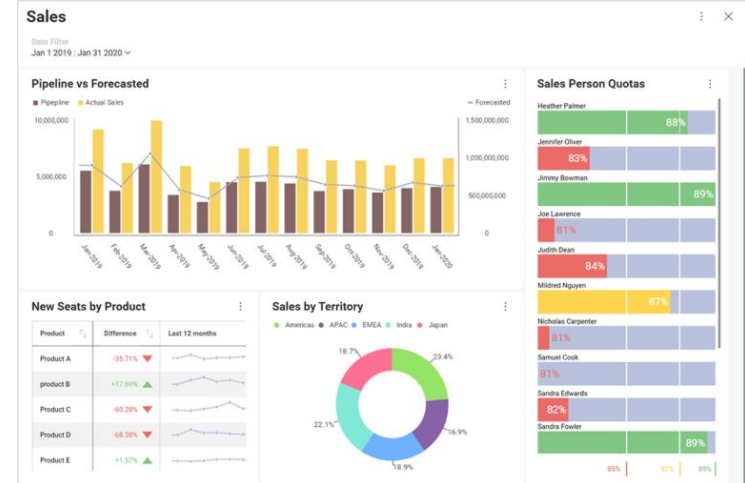 Sales
Date Filter
Jan 1 2019 : Jan 31 2020
Pipeline vs Forecasted
Pipepline Actual Sales Forecasted
10,000,000 1,500,000,000
1,000,000,000
5,000,000
500,000,000
0 0
Jan-2019 Feb-2019 Mar-2019 Apr-2019 May-2019 Jun-2019 Jul-2019 Aug-2019 Sep-2019 Oct-2019 Nov-2019 Dec-2019 Jan-2020
Sales Person Quotas
Heather Palmer
88%
Jennifer Oliver
83%
Jimmy Bowman
89%
Joe Lawrence
81%
Judith Dean
84%
Mildred Nguyen
87%
Nicholas Carpenter
81%
Samuel Cook
81%
Sandra Edwards
82%
Sandra Fowler
89%
85% 87% 89%
New Seats by Product
Product Difference Last 12 months
Product A -35.71%
product B +17.69%
Product C -60.28%
Product D -68.38%
Product E +1.57%
Sales by Territory
Americas APAC EMEA India Japan
18.7% 23.4%
22.1% 16.9%
18.9%